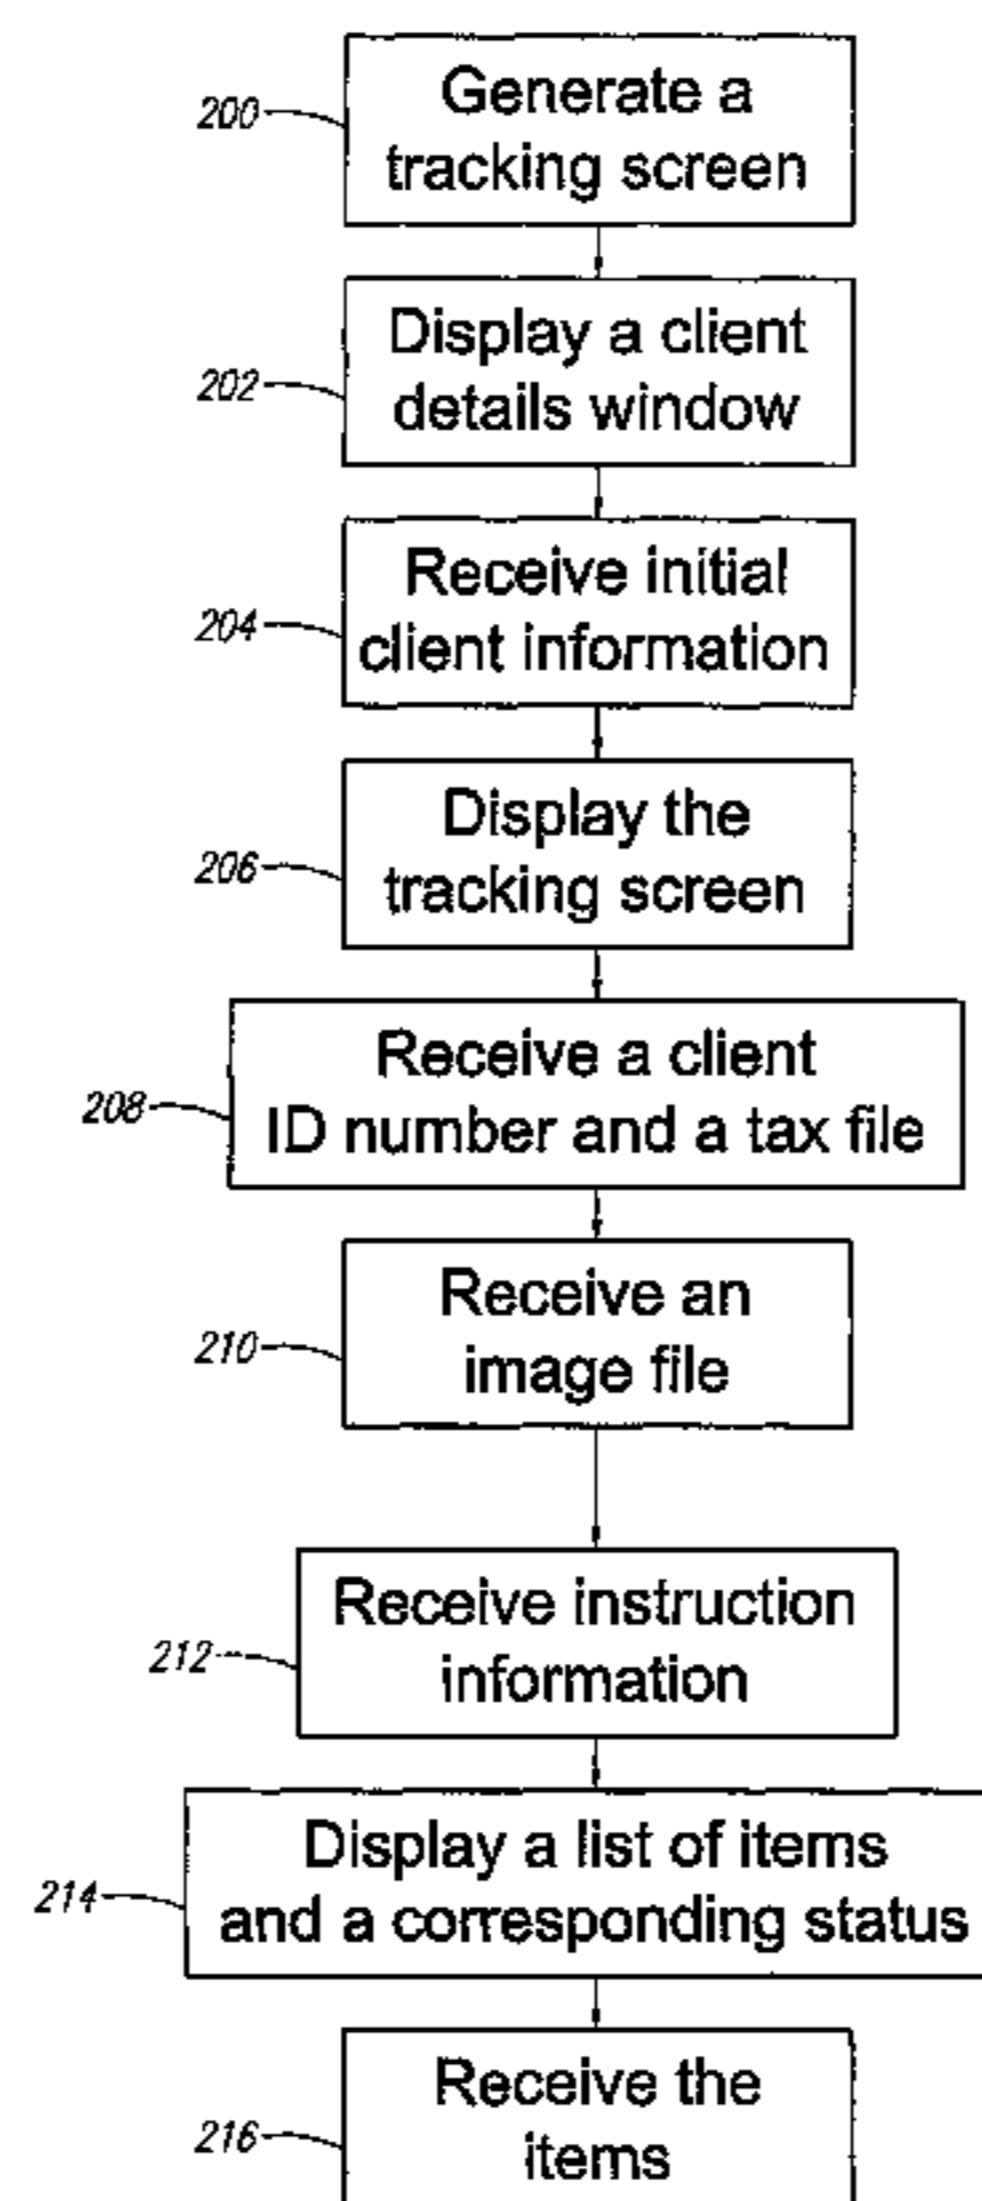 200
Generate a
tracking screen
202
Display a client
details window
204
Receive initial
client information
206
Display the
tracking screen
208
Receive a client
ID number and a tax file
210
Receive an
image file
212
Receive instruction
information
214
Display a list of items
and a corresponding status
216
Receive the
items